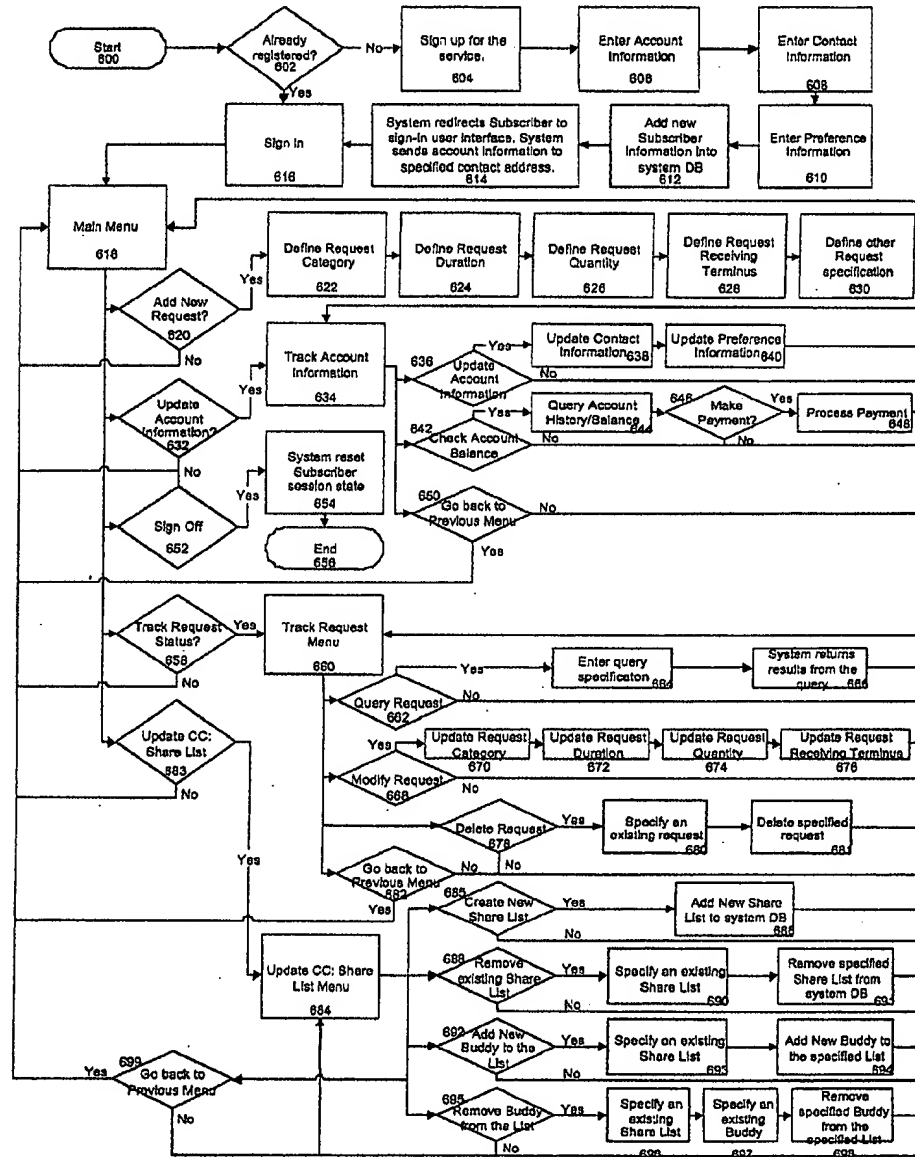 Start
600
Already
registered?
602
No
Yes
Sign up for the
service.
604
Enter Account
Information
606
Enter Contact
Information
608
Enter Preference
Information
610
Add new
Subscriber
Information into
system DB
612
System redirects Subscriber to
sign-in user interface. System
sends account information to
specified contact address.
614
Sign In
616
Main Menu
618
Add New
Request?
620
Yes
No
Define Request
Category
622
Define Request
Duration
624
Define Request
Quantity
626
Define Request
Receiving
Terminus
628
Define other
Request
specification
630
Update
Account
Information?
632
Yes
No
Track Account
Information
634
636
Update
Account
Information
Yes
No
Update Contact
Information
638
Update Preference
Information
640
642
Check Account
Balance
Yes
No
Query Account
History/Balance
644
646
Make
Payment?
Yes
No
Process Payment
648
650
Go back to
Previous Menu
No
Yes
Sign Off
652
Yes
System reset
Subscriber
session state
654
End
656
Track Request
Status?
658
Yes
No
Track Request
Menu
660
Query Request
662
Yes
No
Enter query
specification
664
System returns
results from the
query
666
Modify Request
668
Yes
No
Update Request
Category
670
Update Request
Duration
672
Update Request
Quantity
674
Update Request
Receiving Terminus
676
Delete Request
678
Yes
No
Specify an
existing request
680
Delete specified
request
681
Go back to
Previous Menu
682
No
Yes
Update CC:
Share List
683
No
Yes
Update CC: Share
List Menu
684
685
Create New
Share List
Yes
No
Add New Share
List to system DB
688
Remove
existing Share
List
Yes
No
Specify an existing
Share List
690
Remove specified
Share List from
system DB
692
Add New
Buddy to the
List
Yes
No
Specify an existing
Share List
693
Add New Buddy to
the specified List
694
695
Remove Buddy
from the List
Yes
No
Specify an
existing
Share List
696
Specify an
existing
Buddy
697
Remove
specified Buddy
from the
specified List
698
699
Go back to
Previous Menu
Yes
No